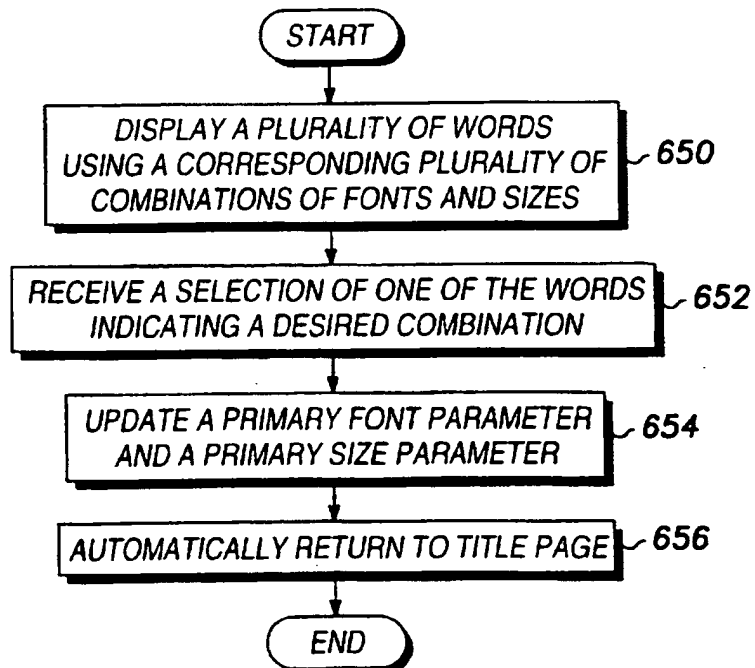 START
DISPLAY A PLURALITY OF WORDS
USING A CORRESPONDING PLURALITY OF
COMBINATIONS OF FONTS AND SIZES
650
RECEIVE A SELECTION OF ONE OF THE WORDS
INDICATING A DESIRED COMBINATION
652
UPDATE A PRIMARY FONT PARAMETER
AND A PRIMARY SIZE PARAMETER
654
AUTOMATICALLY RETURN TO TITLE PAGE
656
END